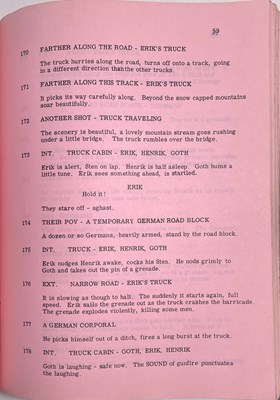 59
170 FARTHER ALONG THE ROAD - ERIK'S TRUCK
The truck hurries along the road, turns off onto a track, going
in a different direction thanthe other trucks.
171 FARTHER ALONG THIS TRACK - ERIK'S TRUCK
It picks its way carefully along. Beyond the snow capped mountains
soar beautifully.
172 ANOTHER SHOT - TRUCK TRAVELING
The scenery is beautiful, a lovely mountain stream goes rushing
under a little bridge. The truck rumbles over the bridge.
173 INT. TRUCK CABIN - ERIK, HENRIK, GOTH
Erik is alert, Sten on lap. Henrik is half asleep. Goth hums a
little tune. Erik sees something ahead, is startled.
ERIK
Hold it!
They stare off - aghast.
174 THEIR POV - A TEMPORARY GERMAN ROAD BLOCK
A dozen or so Germans, heavily armed, stand by the road block.
175 INT. TRUCK - ERIK, HENRIK, GOTH
Erik nudges Henrik awake, cocks his Sten. He nods grimly to
Goth and takes out the pin of a grenade.
176 EXT. NARROW ROAD - ERIK'S TRUCK
It is slowing as though to halt. The suddenly it starts again, full
speed. Erik sails the grenade out as the truck crashes the barricade.
The grenade explodes violently, killing some men.
177 A GERMAN CORPORAL
He picks himself out of a ditch, fires a long burst at the truck.
178 INT. TRUCK CABIN - GOTH, ERIK, HENRIK
Goth is laughing - safe now. The SOUND of gunfire punctuates
the laughing.